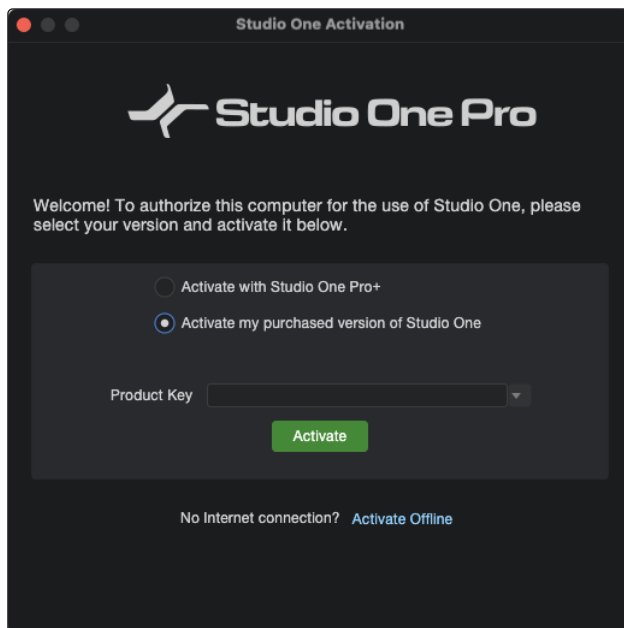 Studio One Activation
Studio One Pro
Welcome! To authorize this computer for the use of Studio One, please
select your version and activate it below.
Activate with Studio One Pro+
Activate my purchased version of Studio One
Product Key
Activate
No Internet connection? Activate Offline